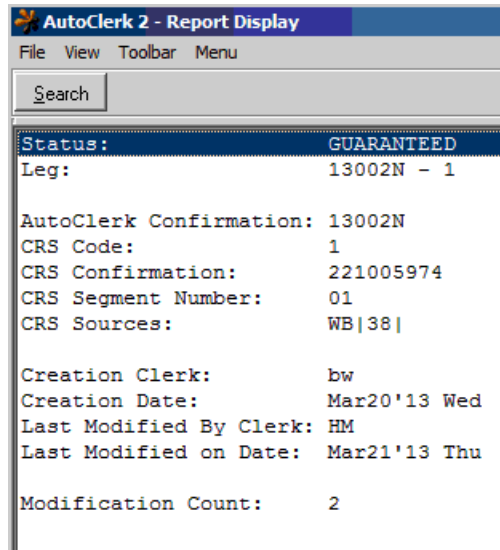 AutoClerk 2 - Report Display
File View Toolbar Menu
Search
Status: GUARANTEED
Leg: 13002N - 1
AutoClerk Confirmation: 13002N
CRS Code: 1
CRS Confirmation: 221005974
CRS Segment Number: 01
CRS Sources: WB|38|
Creation Clerk: bw
Creation Date: Mar20'13 Wed
Last Modified By Clerk: HM
Last Modified on Date: Mar21'13 Thu
Modification Count: 2